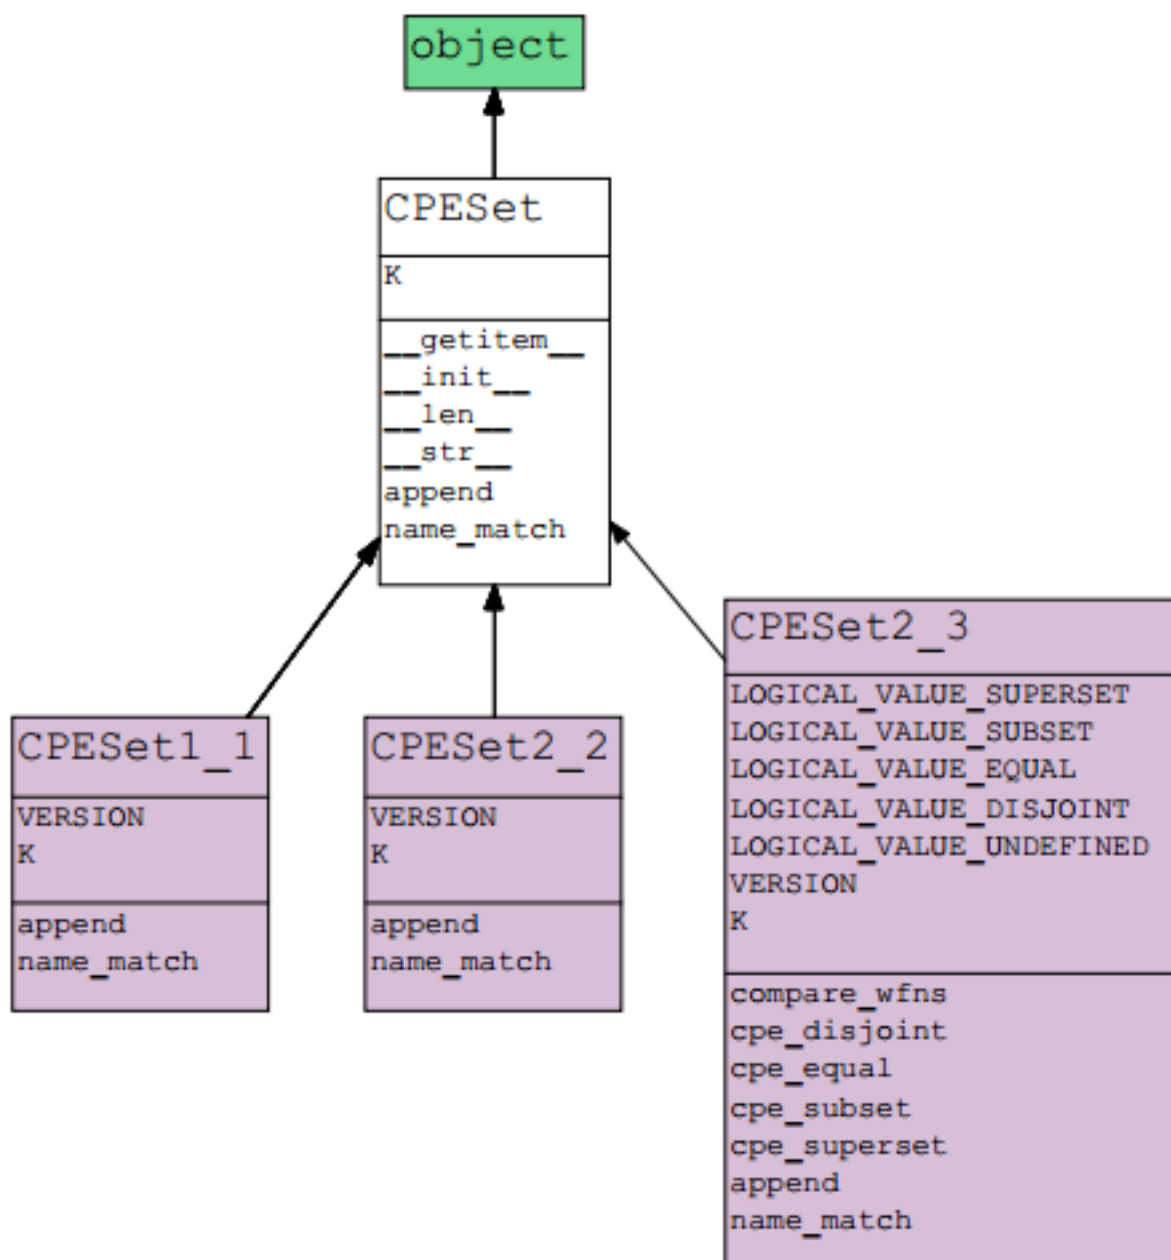 object
CPESet
K
__getitem__
__init__
__len__
__str__
append
name_match
CPESet1_1
VERSION
K
append
name_match
CPESet2_2
VERSION
K
append
name_match
CPESet2_3
LOGICAL_VALUE_SUPERSET
LOGICAL_VALUE_SUBSET
LOGICAL_VALUE_EQUAL
LOGICAL_VALUE_DISJOINT
LOGICAL_VALUE_UNDEFINED
VERSION
K
compare_wfns
cpe_disjoint
cpe_equal
cpe_subset
cpe_superset
append
name_match